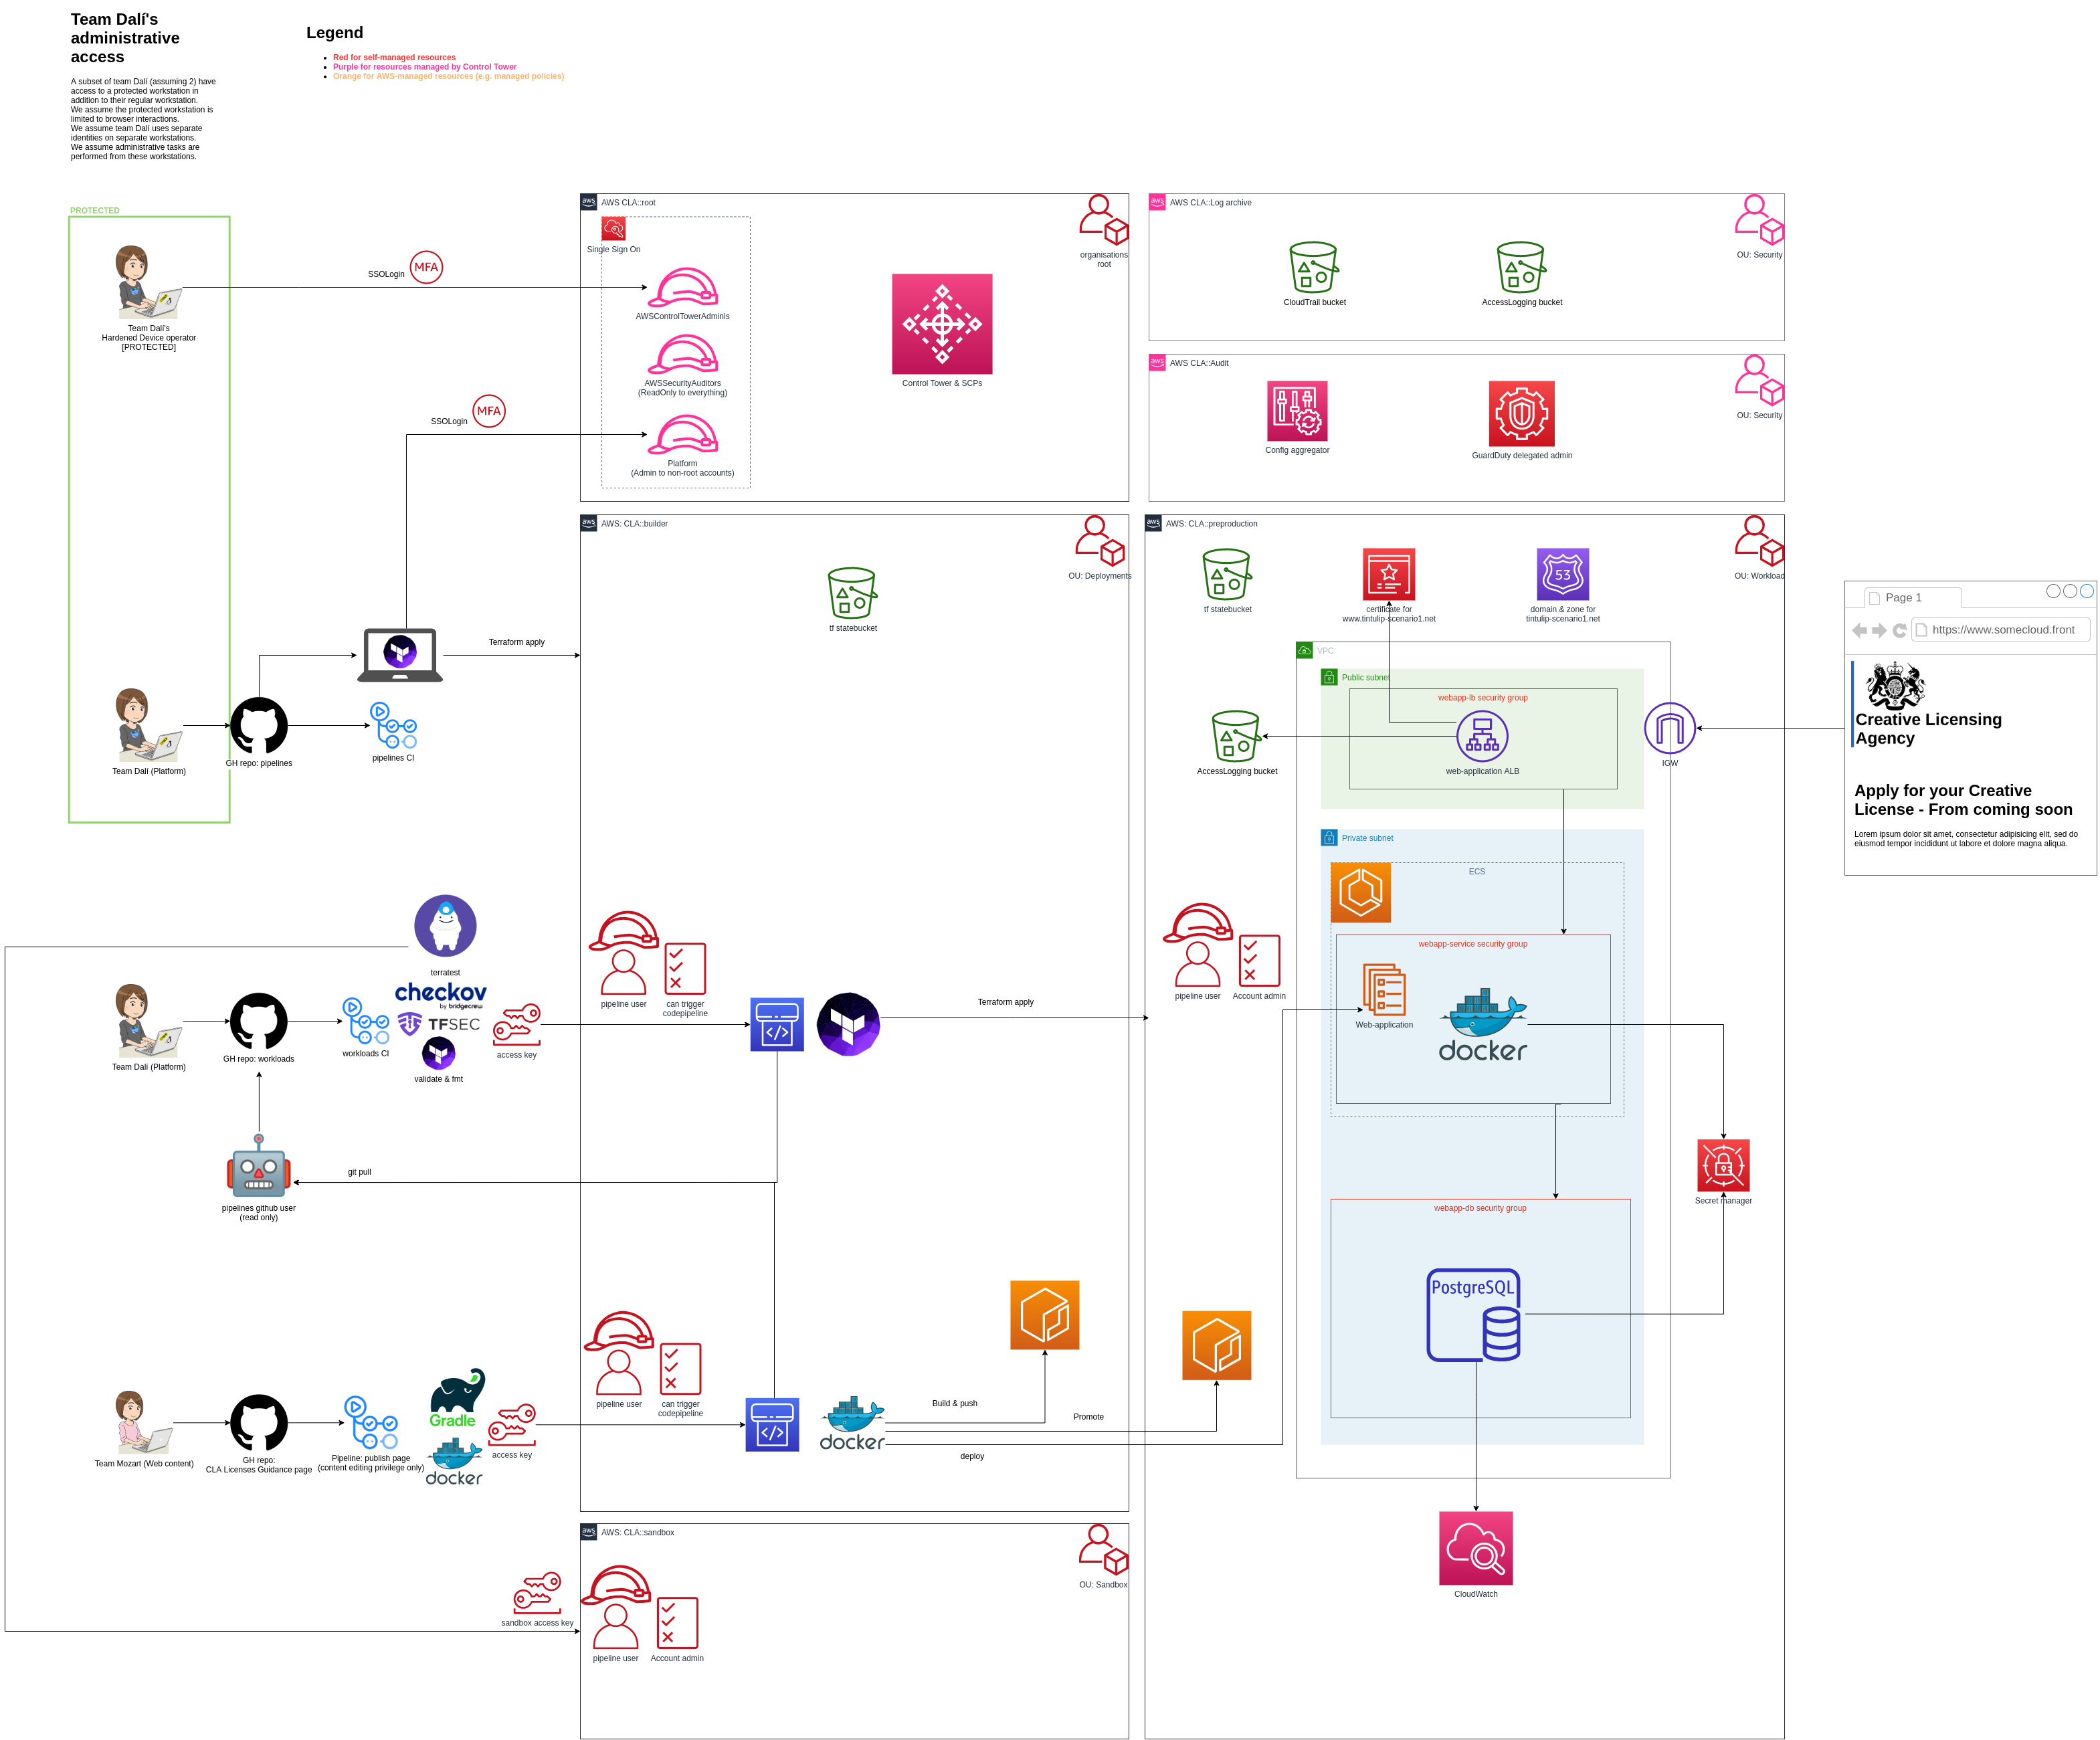 Team Dalí's
administrative
access
A subset of team Dalí (assuming 2) have
access to a protected workstation in
addition to their regular workstation.
We assume the protected workstation is
limited to browser interactions.
We assume team Dalí uses separate
identities on separate workstations.
We assume administrative tasks are
performed from these workstations.
Legend
Red for self-managed resources
Purple for resources managed by Control Tower
Orange for AWS-managed resources (e.g. managed policies)
PROTECTED
Team Dalí's
Hardened Device operator
[PROTECTED]
SSOLogin
MFA
SSOLogin
MFA
aws
AWS CLA::root
Single Sign On
AWSControlTowerAdminis
AWSSecurityAuditors
(ReadOnly to everything)
Platform
(Admin to non-root accounts)
Control Tower & SCPs
organisations
root
aws
AWS CLA::Log archive
CloudTrail bucket
AccessLogging bucket
OU: Security
aws
AWS CLA::Audit
Config aggregator
GuardDuty delegated admin
OU: Security
Team Dalí (Platform)
GH repo: pipelines
pipelines CI
Terraform apply
aws
AWS: CLA::builder
tf statebucket
OU: Deployments
aws
AWS: CLA::preproduction
tf statebucket
certificate for
www.tintulip-scenario1.net
53
domain & zone for
tintulip-scenario1.net
OU: Workload
VPC
Public subnet
webapp-lb security group
web-application ALB
AccessLogging bucket
IGW
Page 1
https://www.somecloud.front
Creative Licensing
Agency
Apply for your Creative
License - From coming soon
Lorem ipsum dolor sit amet, consectetur adipisicing elit, sed do
eiusmod tempor incididunt ut labore et dolore magna aliqua.
Private subnet
ECS
webapp-service security group
Web-application
docker
pipeline user
Account admin
Secret manager
webapp-db security group
PostgreSQL
CloudWatch
terratest
checkov
by bridgecrew
TFSEC
validate & fmt
Team Dalí (Platform)
GH repo: workloads
workloads CI
access key
pipeline user
can trigger
codepipeline
Terraform apply
git pull
pipelines github user
(read only)
Team Mozart (Web content)
GH repo:
CLA Licenses Guidance page
Pipeline: publish page
(content editing privilege only)
Gradle
docker
access key
pipeline user
can trigger
codepipeline
docker
Build & push
Promote
deploy
aws
AWS: CLA::sandbox
OU: Sandbox
sandbox access key
pipeline user
Account admin